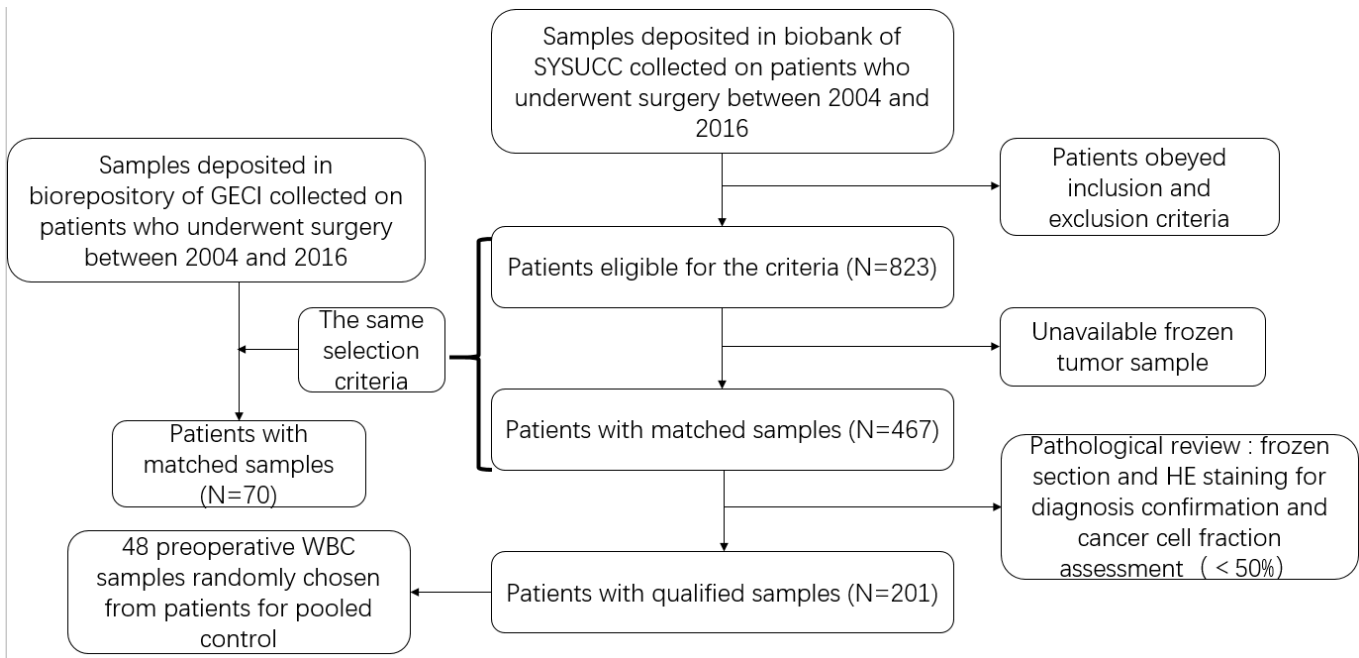 Samples deposited in biobank of
SYSUCC collected on patients who
underwent surgery between 2004 and
2016
Samples deposited in
biorepository of GECI collected on
patients who underwent surgery
between 2004 and 2016
Patients obeyed
inclusion and
exclusion criteria
Patients eligible for the criteria (N=823)
The same
selection
criteria
Unavailable frozen
tumor sample
Patients with matched samples (N=467)
Patients with
matched samples
(N=70)
Pathological review : frozen
section and HE staining for
diagnosis confirmation and
cancer cell fraction
assessment （ < 50%)
48 preoperative WBC
samples randomly chosen
from patients for pooled
control
Patients with qualified samples (N=201)